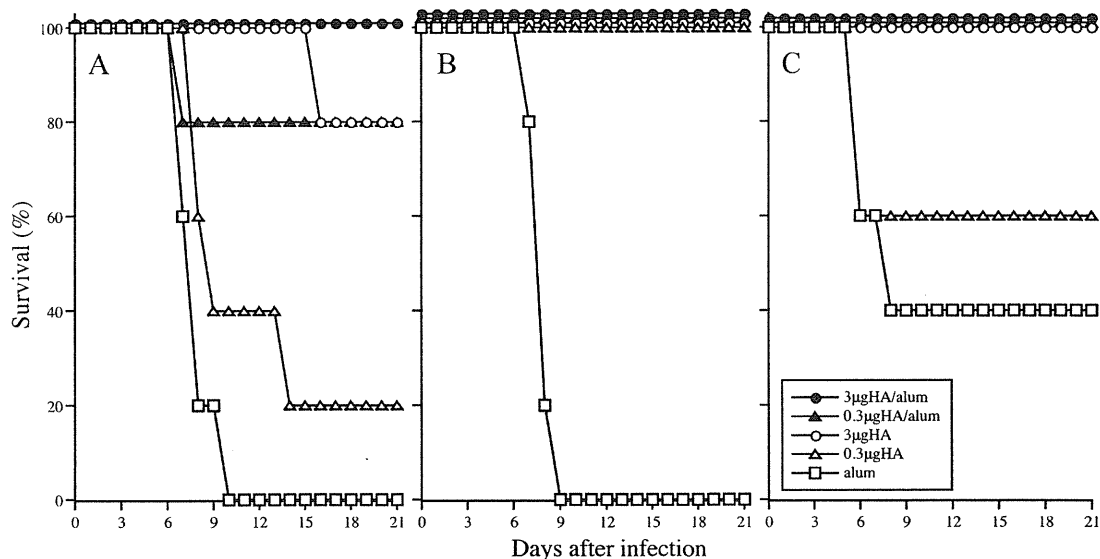 A
B
C
100
80
60
40
20
0
Survival (%)
0 3 6 9 12 15 18 21
0 3 6 9 12 15 18 21
0 3 6 9 12 15 18 21
Days after infection
3μgHA/alum
0.3μgHA/alum
3μgHA
0.3μgHA
alum